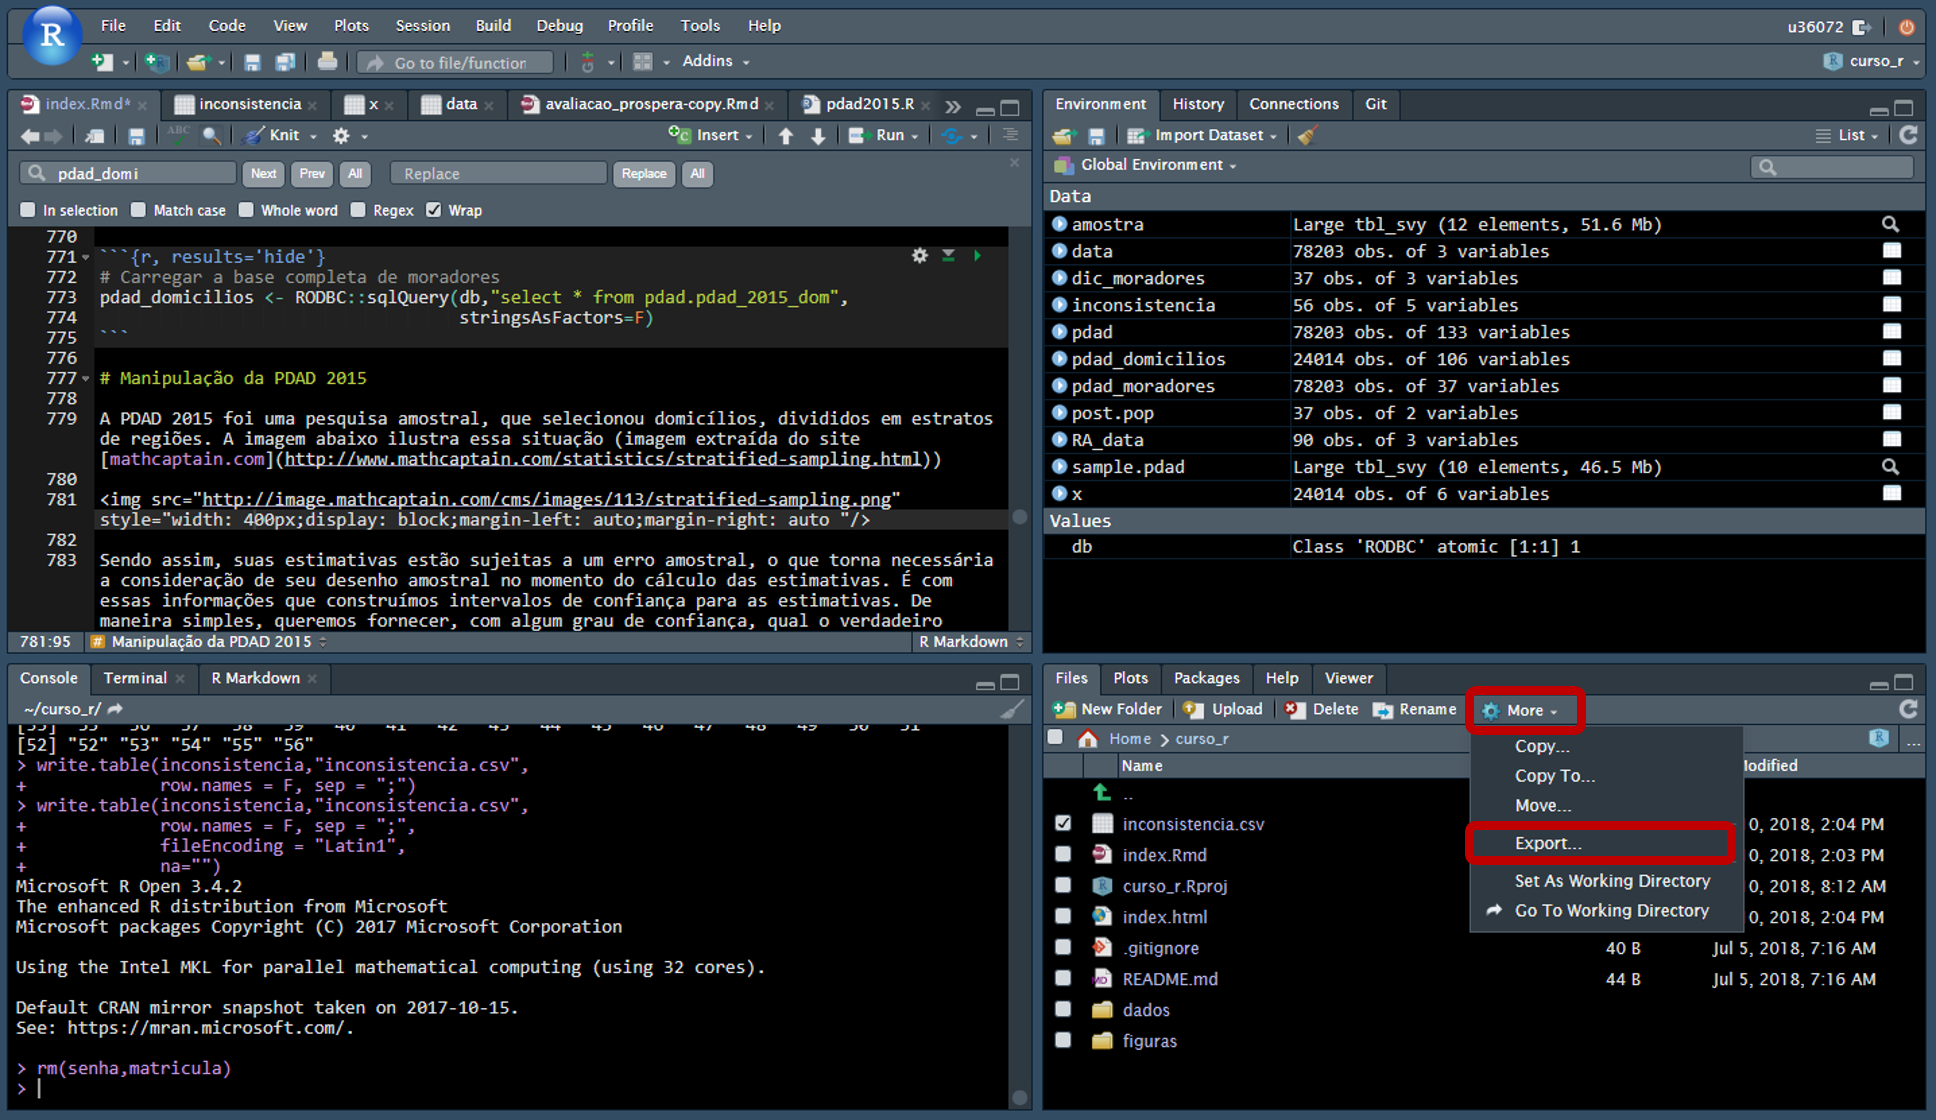 R
File Edit Code View Plots Session Build Debug Profile Tools Help
u36072
Go to file/function
Addins
curso_r
index.Rmd*
inconsistencia
x
data
avaliacao_prospera-copy.Rmd
pdad2015.R
ABC
Knit
Insert
Run
pdad_domi
Next
Prev
All
Replace
Replace
All
In selection
Match case
Whole word
Regex
Wrap
770
771 ```{r, results='hide'}
772 # Carregar a base completa de moradores
773 pdad_domicilios <- RODBC::sqlQuery(db,"select * from pdad.pdad_2015_dom",
774 stringsAsFactors=F)
775 ```
776
777 # Manipulação da PDAD 2015
778
779 A PDAD 2015 foi uma pesquisa amostral, que selecionou domicílios, divididos em estratos
de regiões. A imagem abaixo ilustra essa situação (imagem extraída do site
[mathcaptain.com](http://www.mathcaptain.com/statistics/stratified-sampling.html))
780
781 <img src="http://image.mathcaptain.com/cms/images/113/stratified-sampling.png"
style="width: 400px;display: block;margin-left: auto;margin-right: auto "/>
782
783 Sendo assim, suas estimativas estão sujeitas a um erro amostral, o que torna necessária
a consideração de seu desenho amostral no momento do cálculo das estimativas. É com
essas informações que construímos intervalos de confiança para as estimativas. De
maneira simples, queremos fornecer, com algum grau de confiança, qual o verdadeiro
781:95 # Manipulação da PDAD 2015 R Markdown
Environment History Connections Git
Import Dataset
List
Global Environment
Data
amostra Large tbl_svy (12 elements, 51.6 Mb)
data 78203 obs. of 3 variables
dic_moradores 37 obs. of 3 variables
inconsistencia 56 obs. of 5 variables
pdad 78203 obs. of 133 variables
pdad_domicilios 24014 obs. of 106 variables
pdad_moradores 78203 obs. of 37 variables
post.pop 37 obs. of 2 variables
RA_data 90 obs. of 3 variables
sample.pdad Large tbl_svy (10 elements, 46.5 Mb)
x 24014 obs. of 6 variables
Values
db Class 'RODBC' atomic [1:1] 1
Console Terminal R Markdown
~/curso_r/
[52] "52" "53" "54" "55" "56"
> write.table(inconsistencia,"inconsistencia.csv",
+ row.names = F, sep = ";")
> write.table(inconsistencia,"inconsistencia.csv",
+ row.names = F, sep = ";",
+ fileEncoding = "Latin1",
+ na="")
Microsoft R Open 3.4.2
The enhanced R distribution from Microsoft
Microsoft packages Copyright (C) 2017 Microsoft Corporation
Using the Intel MKL for parallel mathematical computing (using 32 cores).
Default CRAN mirror snapshot taken on 2017-10-15.
See: https://mran.microsoft.com/.
> rm(senha,matricula)
>
Files Plots Packages Help Viewer
New Folder Upload Delete Rename More
Home curso_r ...
Name odified
Copy...
Copy To...
Move...
Export...
Set As Working Directory
Go To Working Directory
..
inconsistencia.csv 0, 2018, 2:04 PM
index.Rmd 0, 2018, 2:03 PM
curso_r.Rproj 0, 2018, 8:12 AM
index.html 0, 2018, 2:04 PM
.gitignore 40 B Jul 5, 2018, 7:16 AM
README.md 44 B Jul 5, 2018, 7:16 AM
dados
figuras